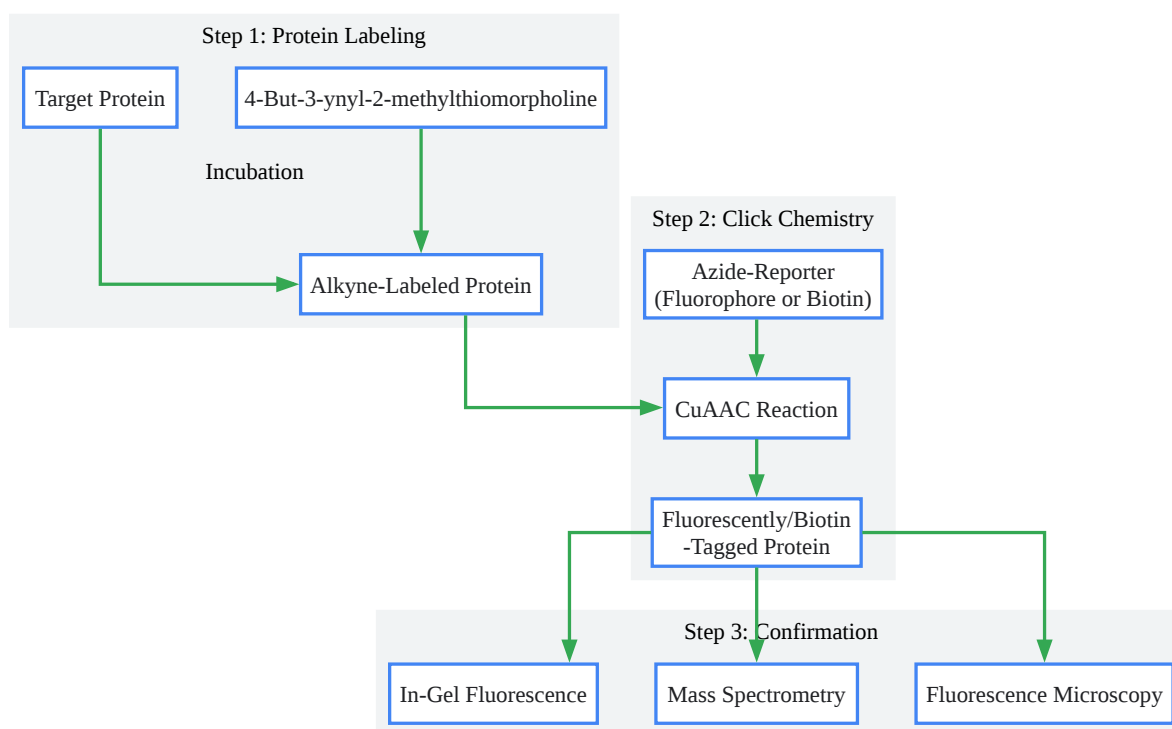 Step 1: Protein Labeling
Target Protein
4-But-3-ynyl-2-methylthiomorpholine
Incubation
Alkyne-Labeled Protein
Step 2: Click Chemistry
Azide-Reporter
(Fluorophore or Biotin)
CuAAC Reaction
Fluorescently/Biotin
-Tagged Protein
Step 3: Confirmation
In-Gel Fluorescence
Mass Spectrometry
Fluorescence Microscopy